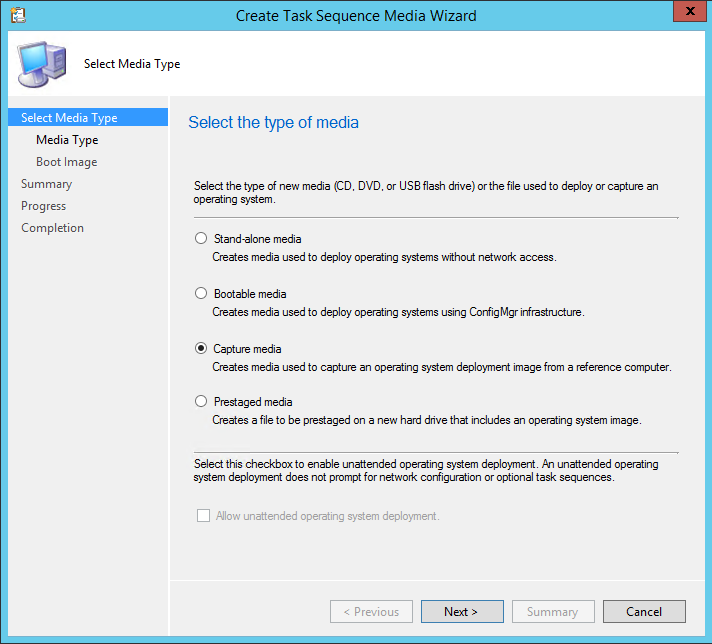 Create Task Sequence Media Wizard
X
Select Media Type
Select Media Type
Media Type
Boot Image
Summary
Progress
Completion
Select the type of media
Select the type of new media (CD, DVD, or USB flash drive) or the file used to deploy or capture an
operating system.
Stand-alone media
Creates media used to deploy operating systems without network access.
Bootable media
Creates media used to deploy operating systems using ConfigMgr infrastructure.
Capture media
Creates media used to capture an operating system deployment image from a reference computer.
Prestaged media
Creates a file to be prestaged on a new hard drive that includes an operating system image.
Select this checkbox to enable unattended operating system deployment. An unattended operating
system deployment does not prompt for network configuration or optional task sequences.
Allow unattended operating system deployment.
< Previous
Next >
Summary
Cancel